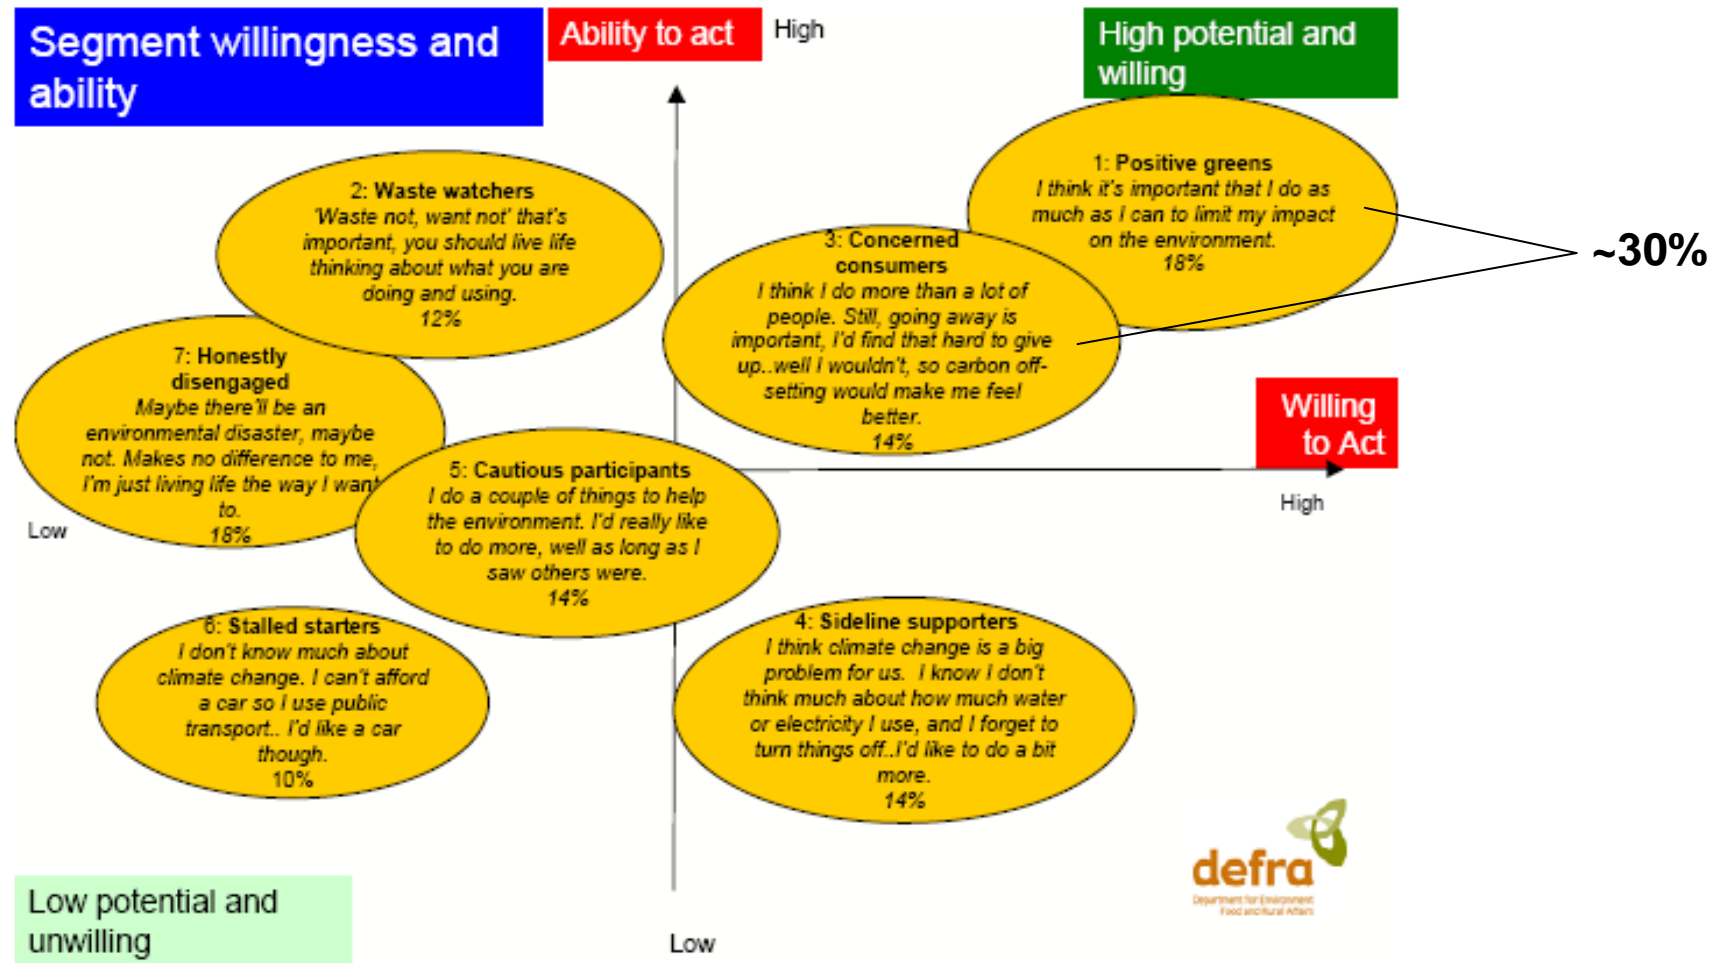 Segment willingness and
ability
Ability to act
High
High potential and
willing
1: Positive greens
I think it's important that I do as
much as I can to limit my impact
on the environment.
18%
~30%
2: Waste watchers
'Waste not, want not' that's
important, you should live life
thinking about what you are
doing and using.
12%
3: Concerned
consumers
I think I do more than a lot of
people. Still, going away is
important, I'd find that hard to give
up..well I wouldn't, so carbon off-
setting would make me feel
better.
14%
7: Honestly
disengaged
Maybe there'll be an
environmental disaster, maybe
not. Makes no difference to me,
I'm just living life the way I want
to.
18%
Willing
to Act
High
Low
5: Cautious participants
I do a couple of things to help
the environment. I'd really like
to do more, well as long as I
saw others were.
14%
6: Stalled starters
I don't know much about
climate change. I can't afford
a car so I use public
transport.. I'd like a car
though.
10%
4: Sideline supporters
I think climate change is a big
problem for us. I know I don't
think much about how much water
or electricity I use, and I forget to
turn things off..I'd like to do a bit
more.
14%
defra
Department for Environment
Food and Rural Affairs
Low potential and
unwilling
Low